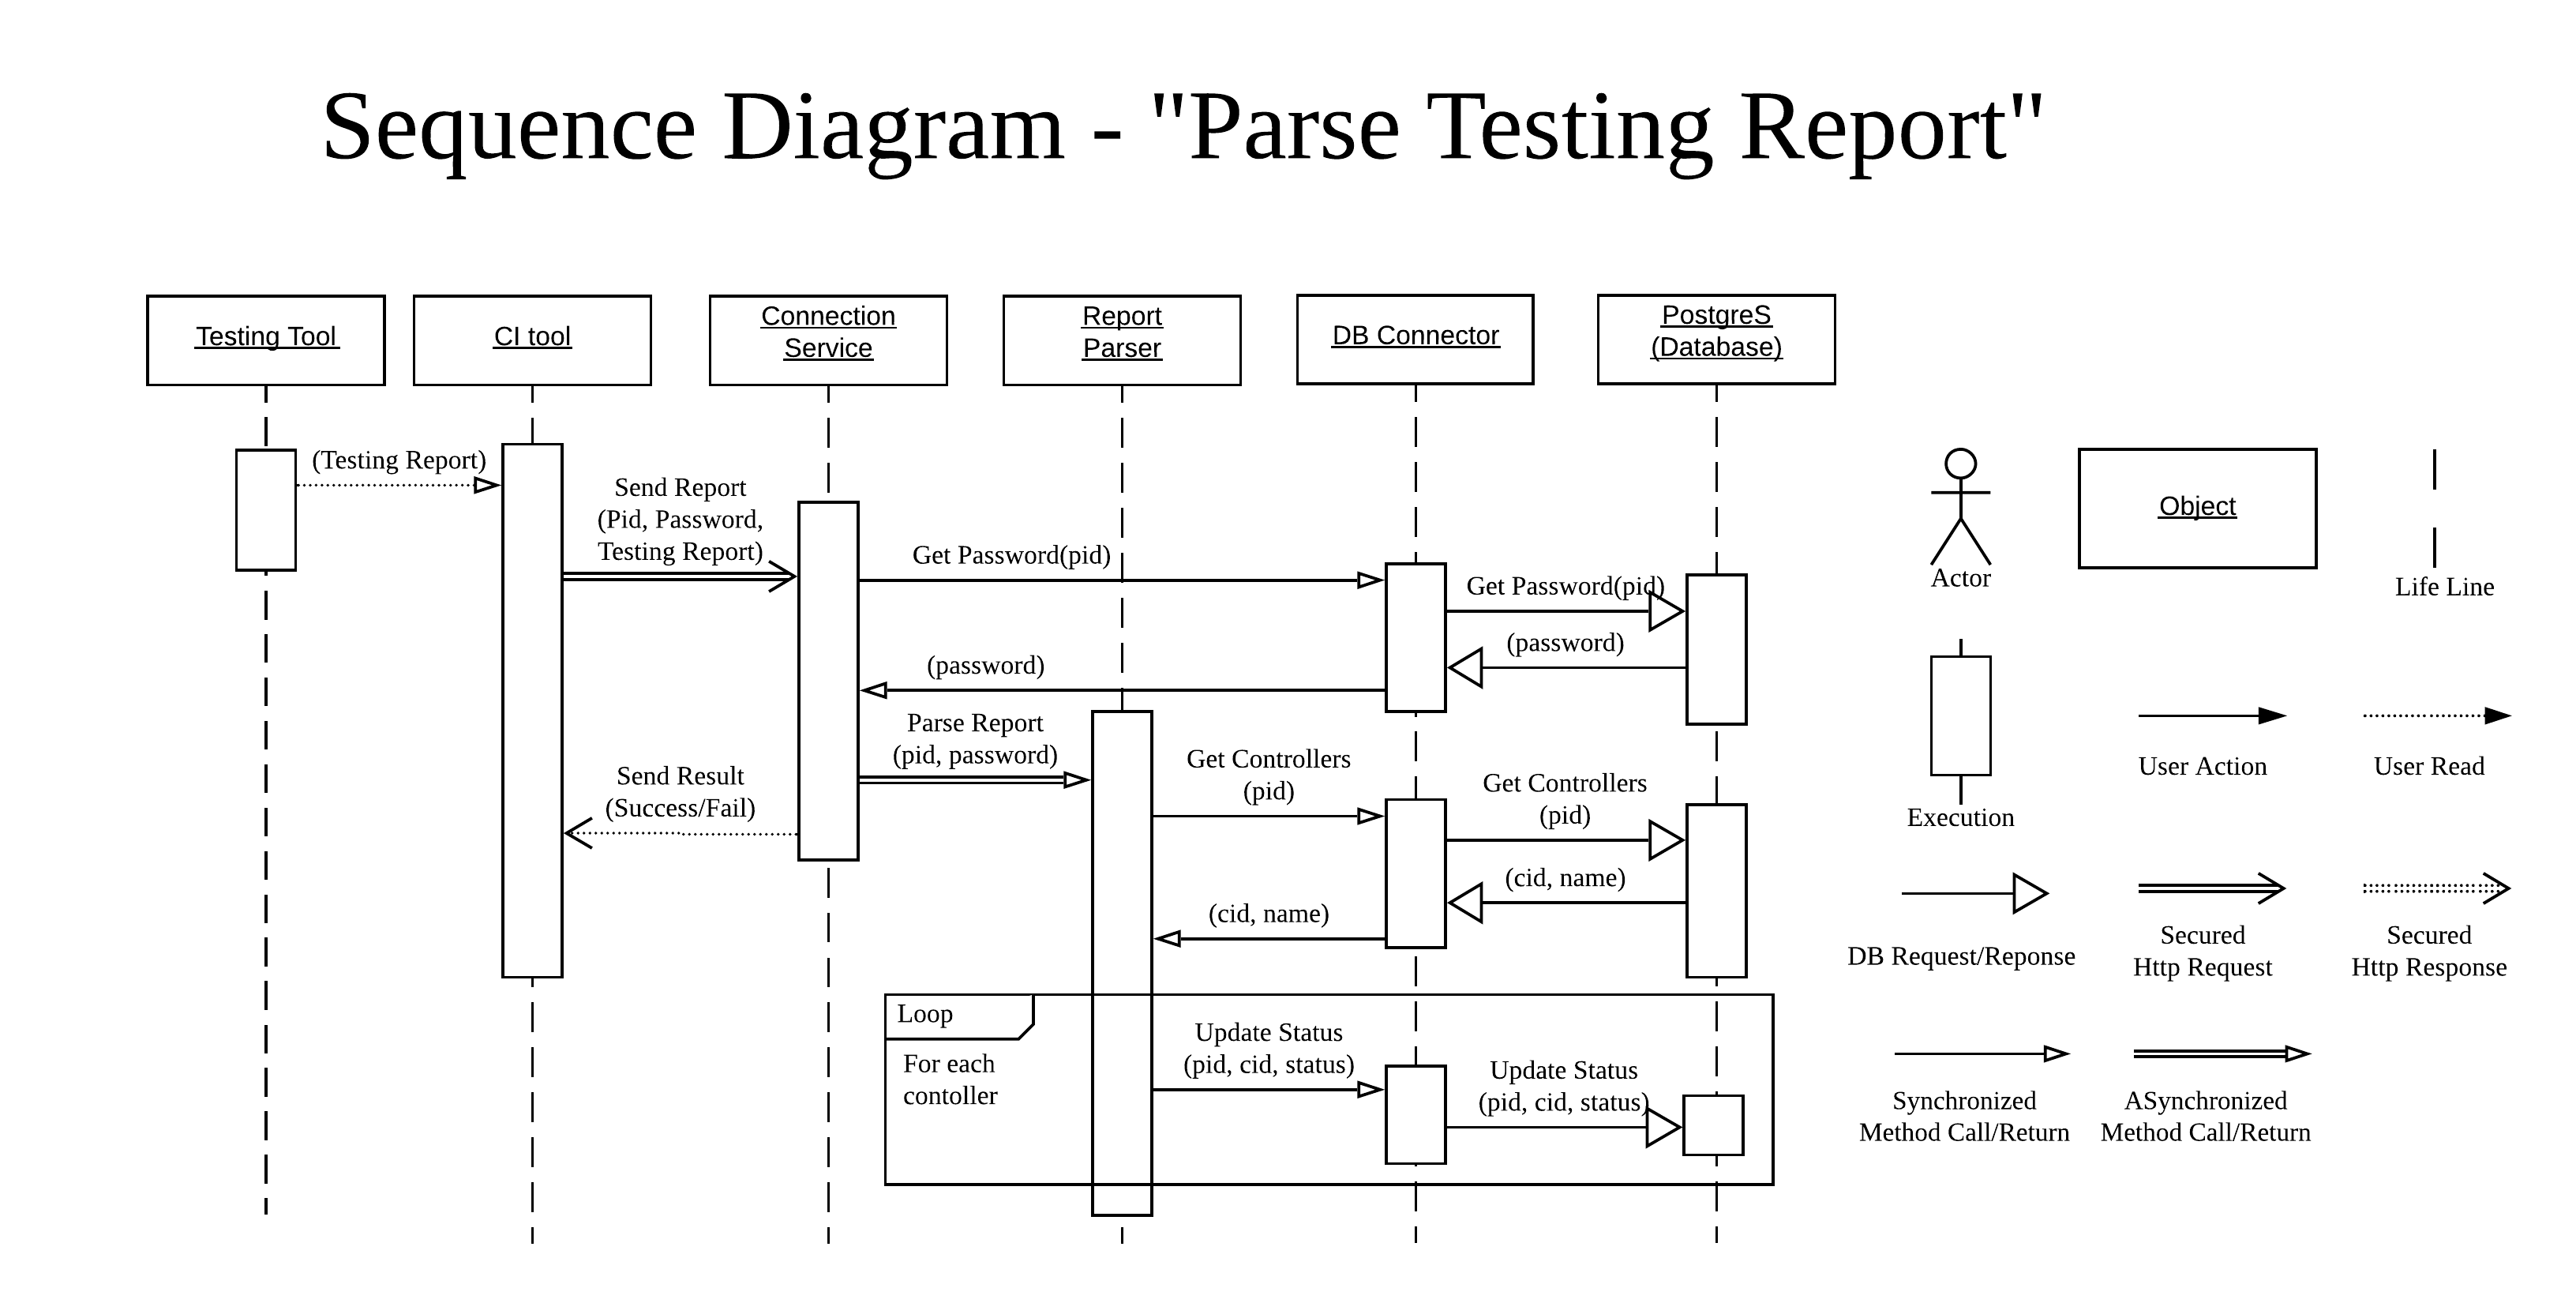 Sequence Diagram - "Parse Testing Report"
Testing Tool
CI tool
Connection
Service
Report
Parser
DB Connector
PostgreS
(Database)
(Testing Report)
Send Report
(Pid, Password,
Testing Report)
Get Password(pid)
Get Password(pid)
(password)
(password)
Parse Report
(pid, password)
Send Result
(Success/Fail)
Get Controllers
(pid)
Get Controllers
(pid)
(cid, name)
(cid, name)
Loop
For each
contoller
Update Status
(pid, cid, status)
Update Status
(pid, cid, status)
Actor
Object
Life Line
Execution
User Action
User Read
DB Request/Reponse
Secured
Http Request
Secured
Http Response
Synchronized
Method Call/Return
ASynchronized
Method Call/Return